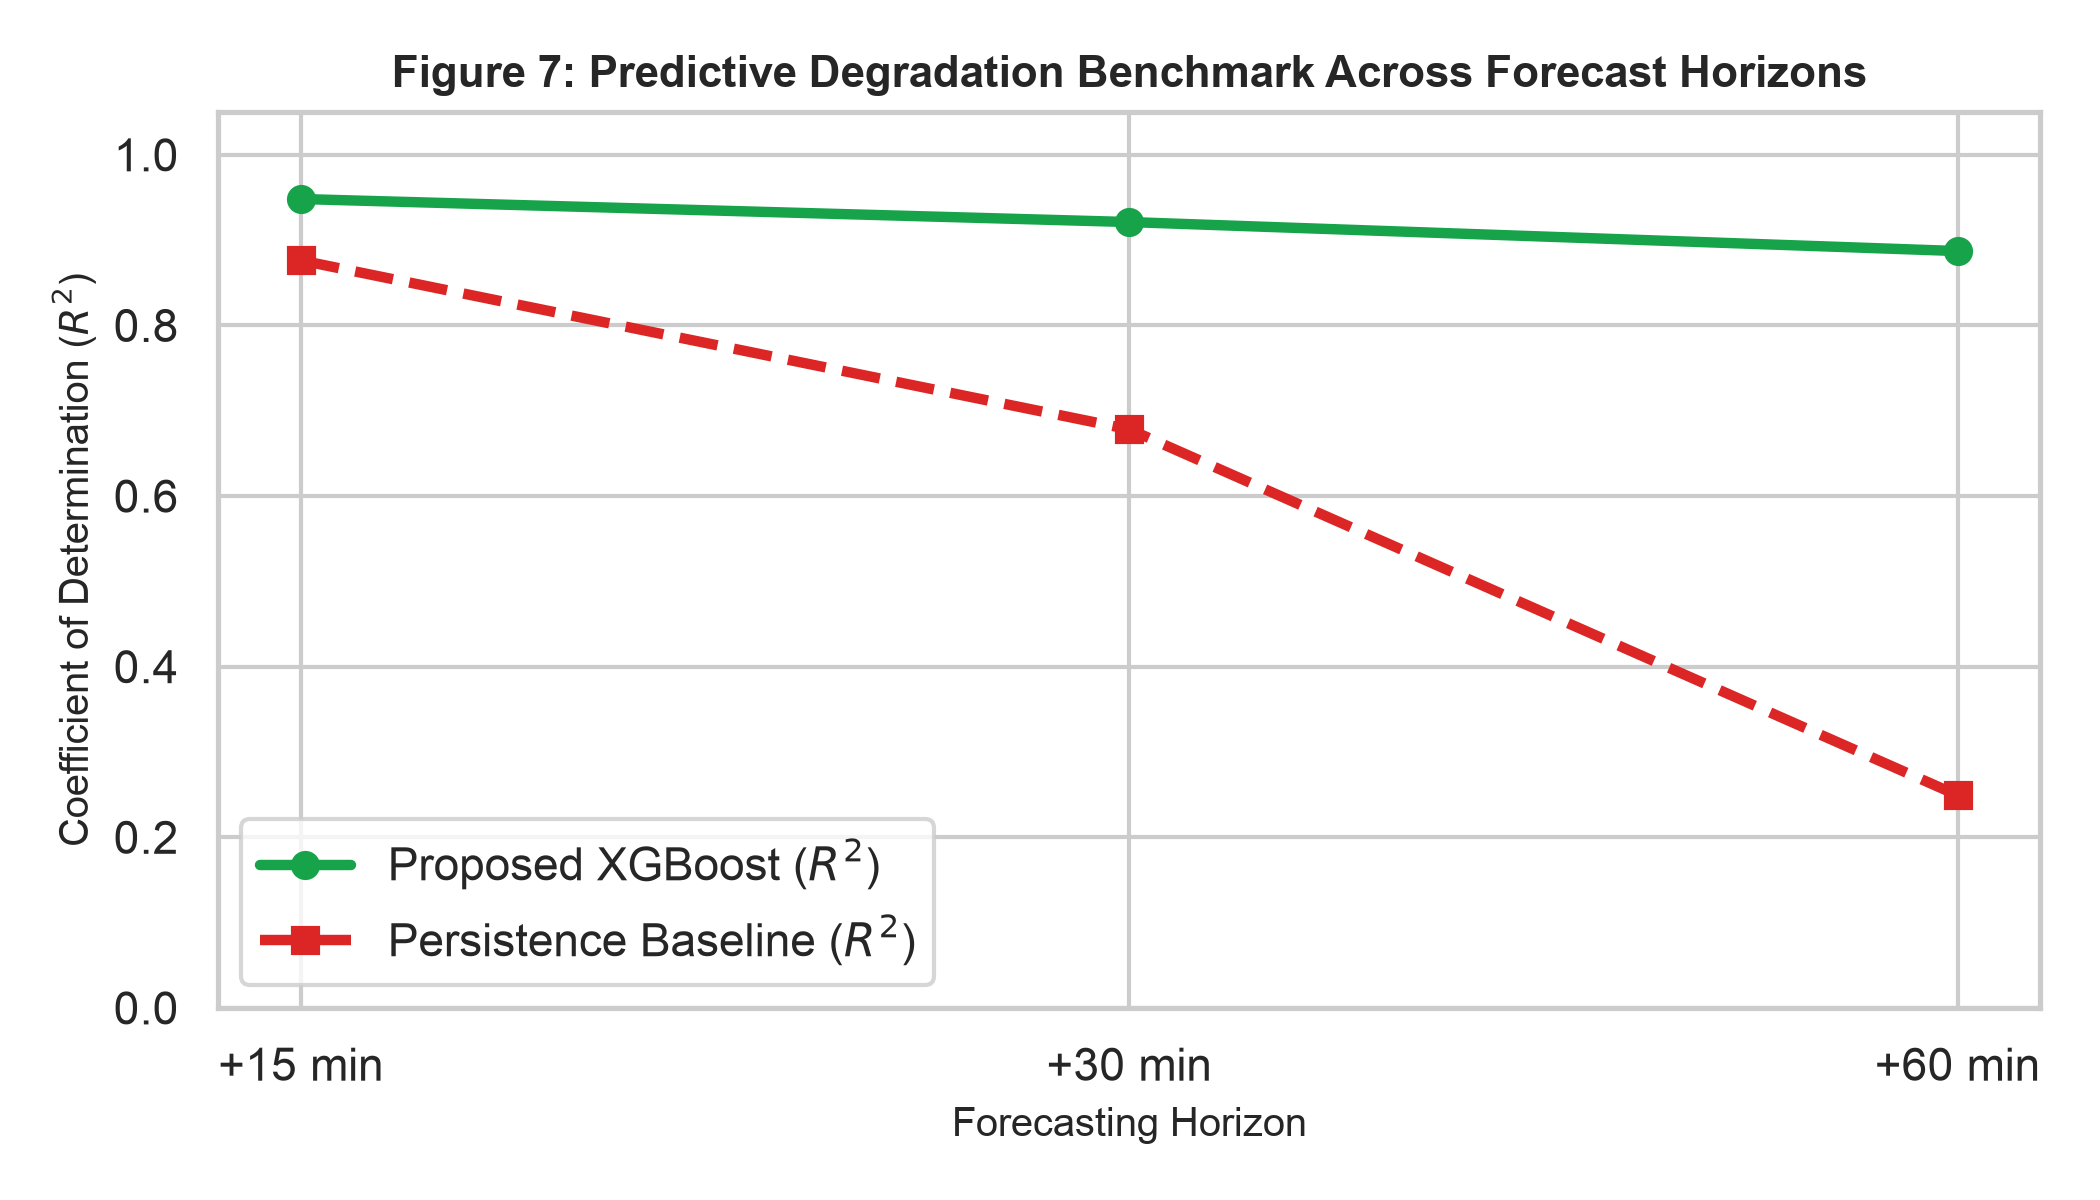 Figure 7: Predictive Degradation Benchmark Across Forecast Horizons
Coefficient of Determination (R²)
1.0
0.8
0.6
0.4
0.2
0.0
Proposed XGBoost (R²)
Persistence Baseline (R²)
+15 min +30 min +60 min
Forecasting Horizon